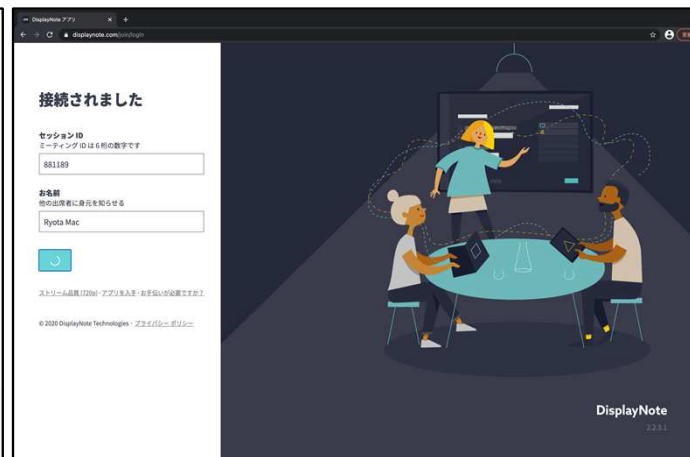 DisplayNote アプリ
displaynote.com/join/login
接続されました
セッション ID
ミーティング ID は 6 桁の数字です
881189
お名前
他の出席者に身元を知らせる
Ryota Mac
ストリーム品質 (720p)・アプリを入手・お手伝いが必要ですか？
© 2020 DisplayNote Technologies・プライバシー ポリシー
DisplayNote
2.2.3.1